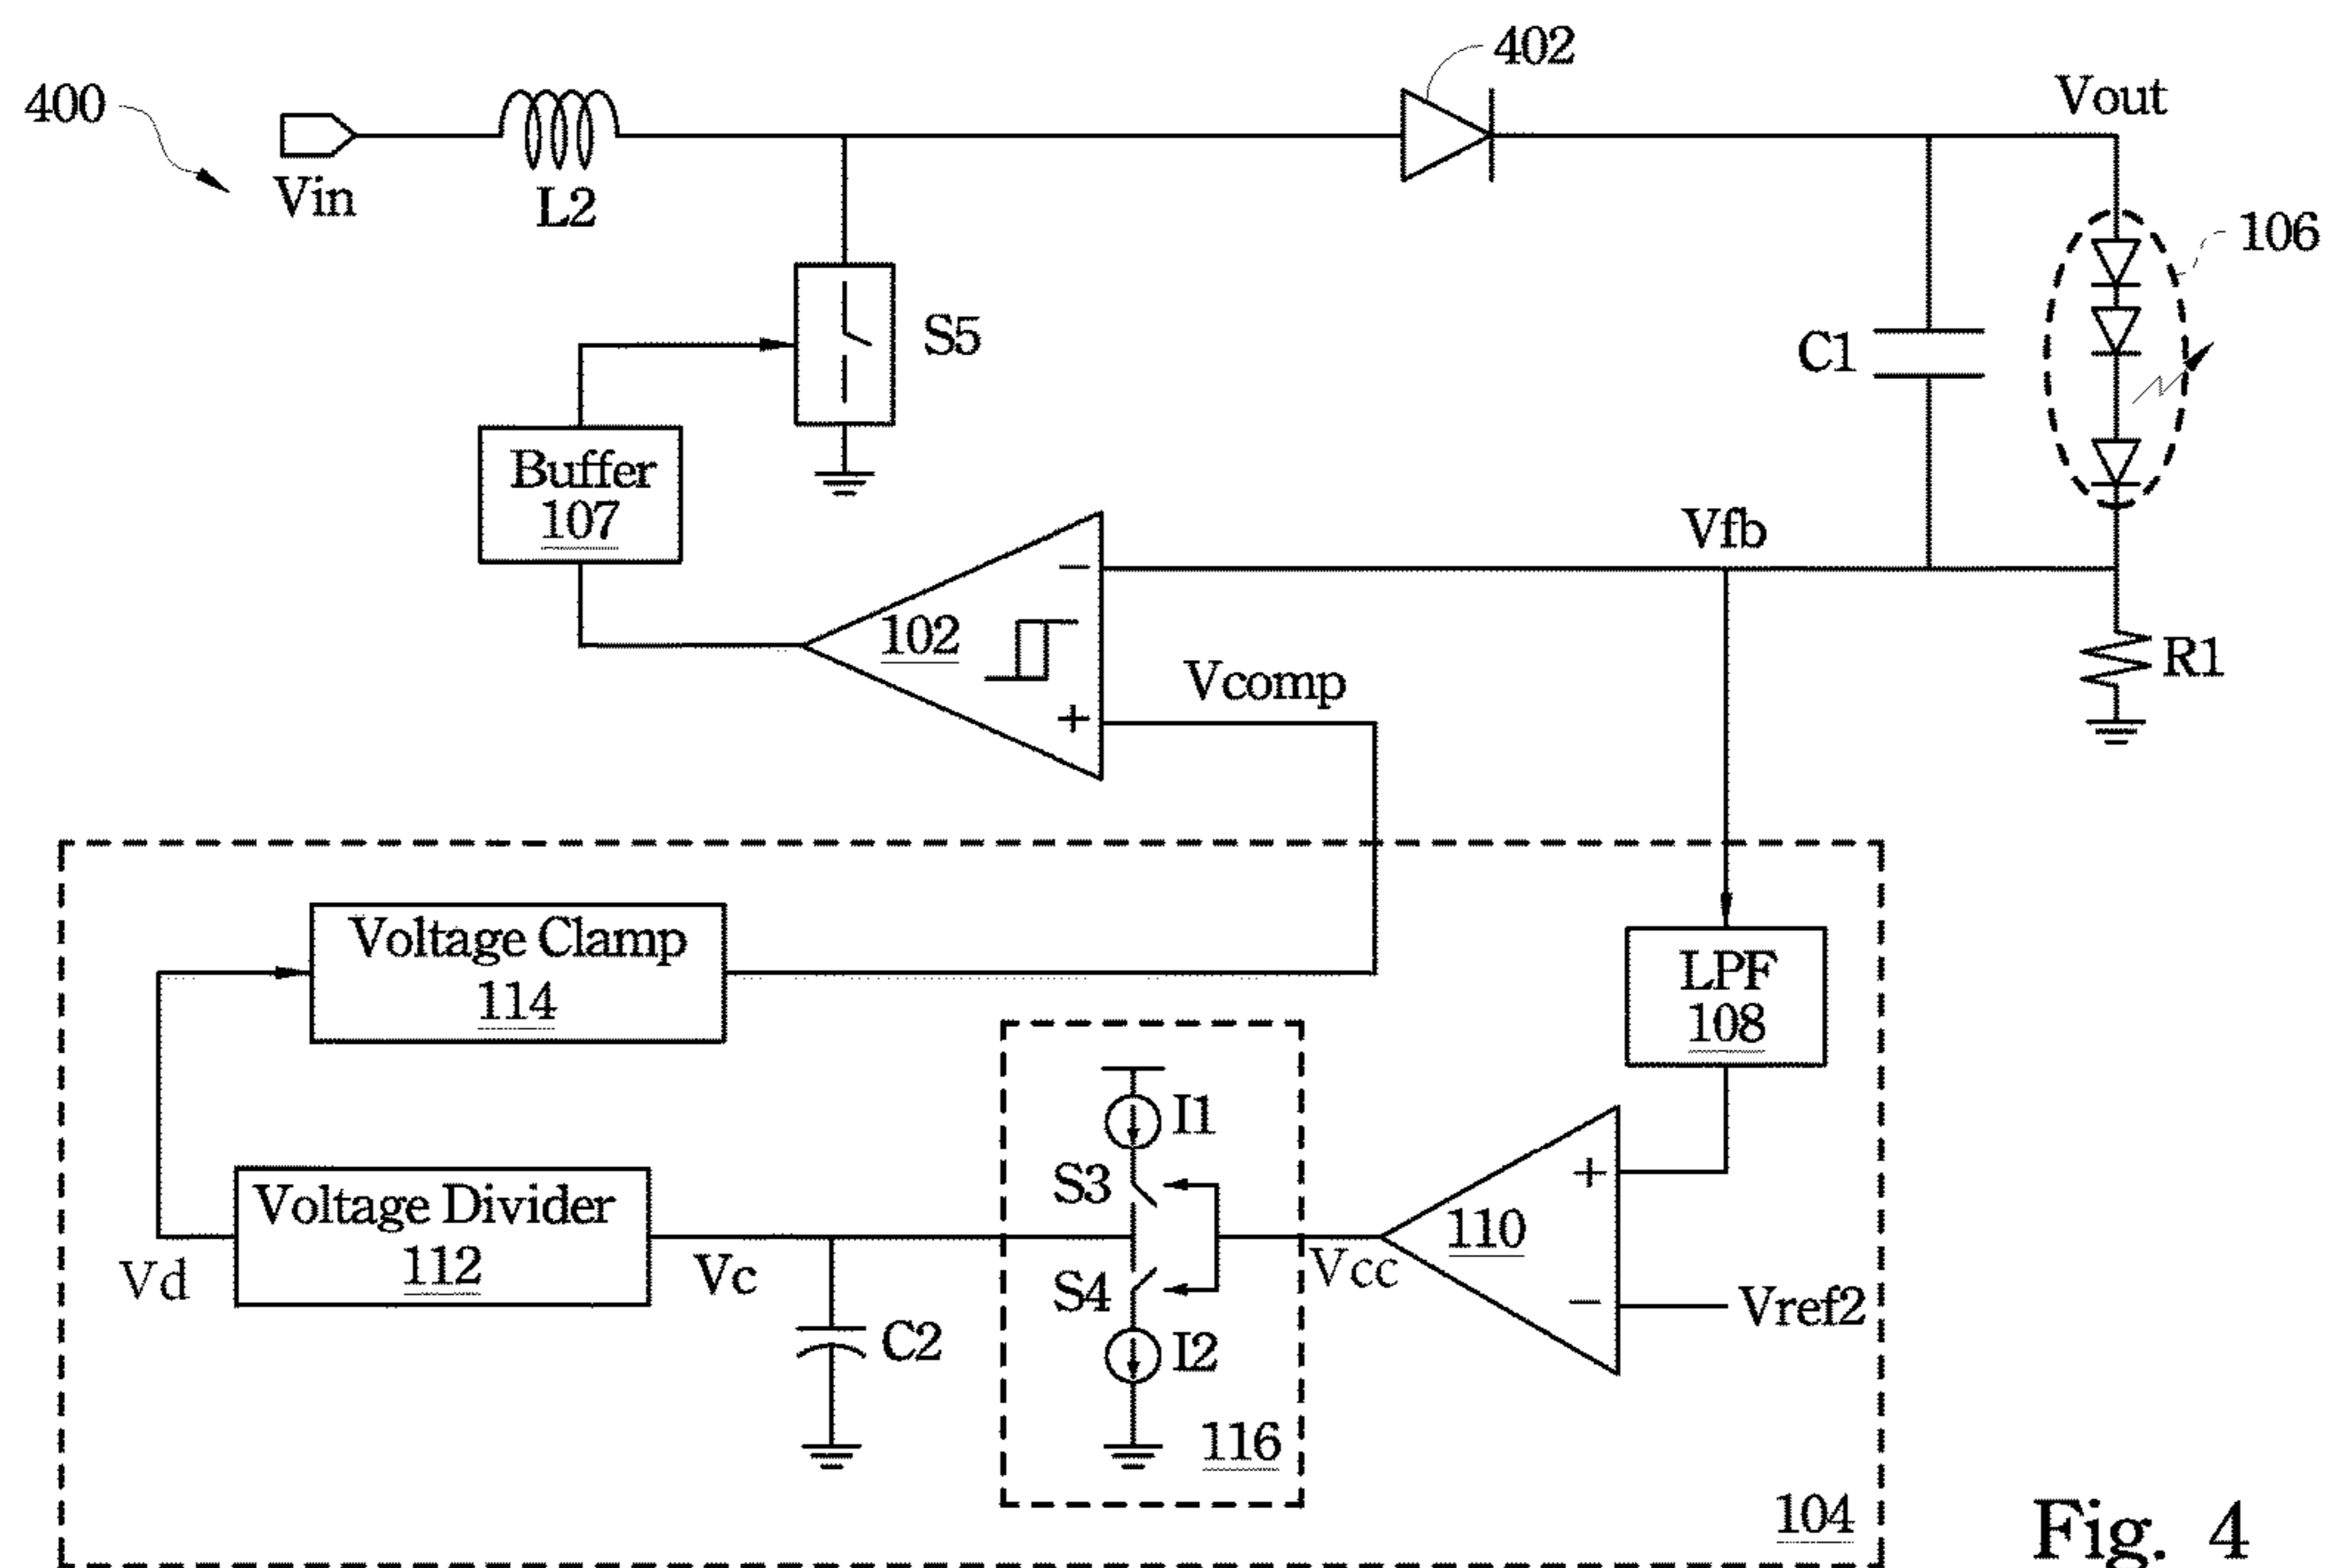 402
400
Vout
Vin
L2
106
S5
C1
Buffer
107
Vfb
−
102
Vcomp
+
R1
Voltage Clamp
114
LPF
108
I1
S3
+
Voltage Divider
112
110
Vd
Vc
S4
Vcc
−
Vref2
C2
I2
116
104
Fig. 4